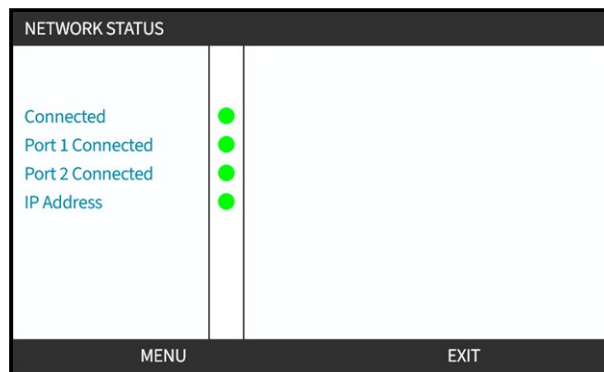 NETWORK STATUS
Connected
Port 1 Connected
Port 2 Connected
IP Address
MENU EXIT